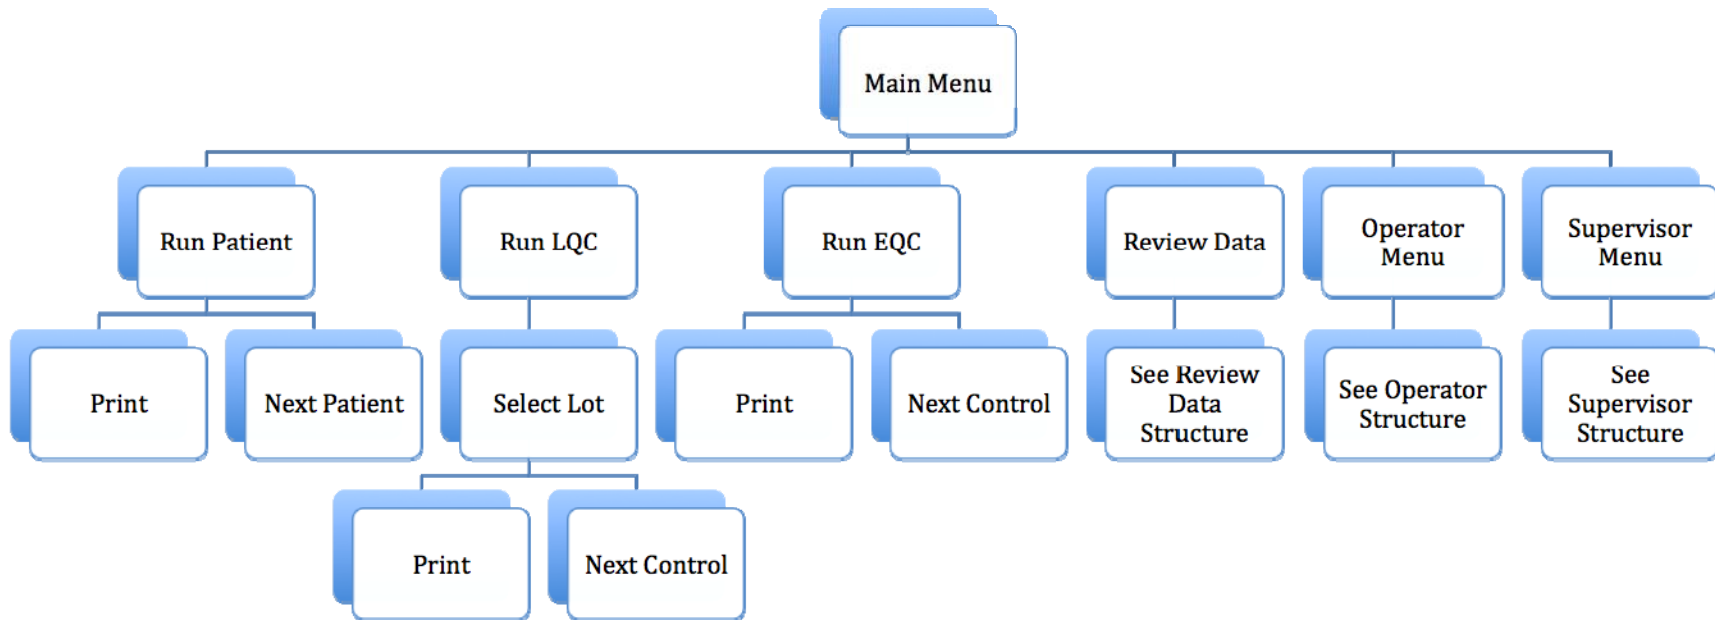 Main Menu
Run Patient
Run LQC
Run EQC
Review Data
Operator
Menu
Supervisor
Menu
Print
Next Patient
Select Lot
Print
Next Control
See Review
Data
Structure
See Operator
Structure
See
Supervisor
Structure
Print
Next Control